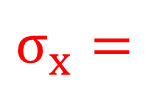 σₓ =